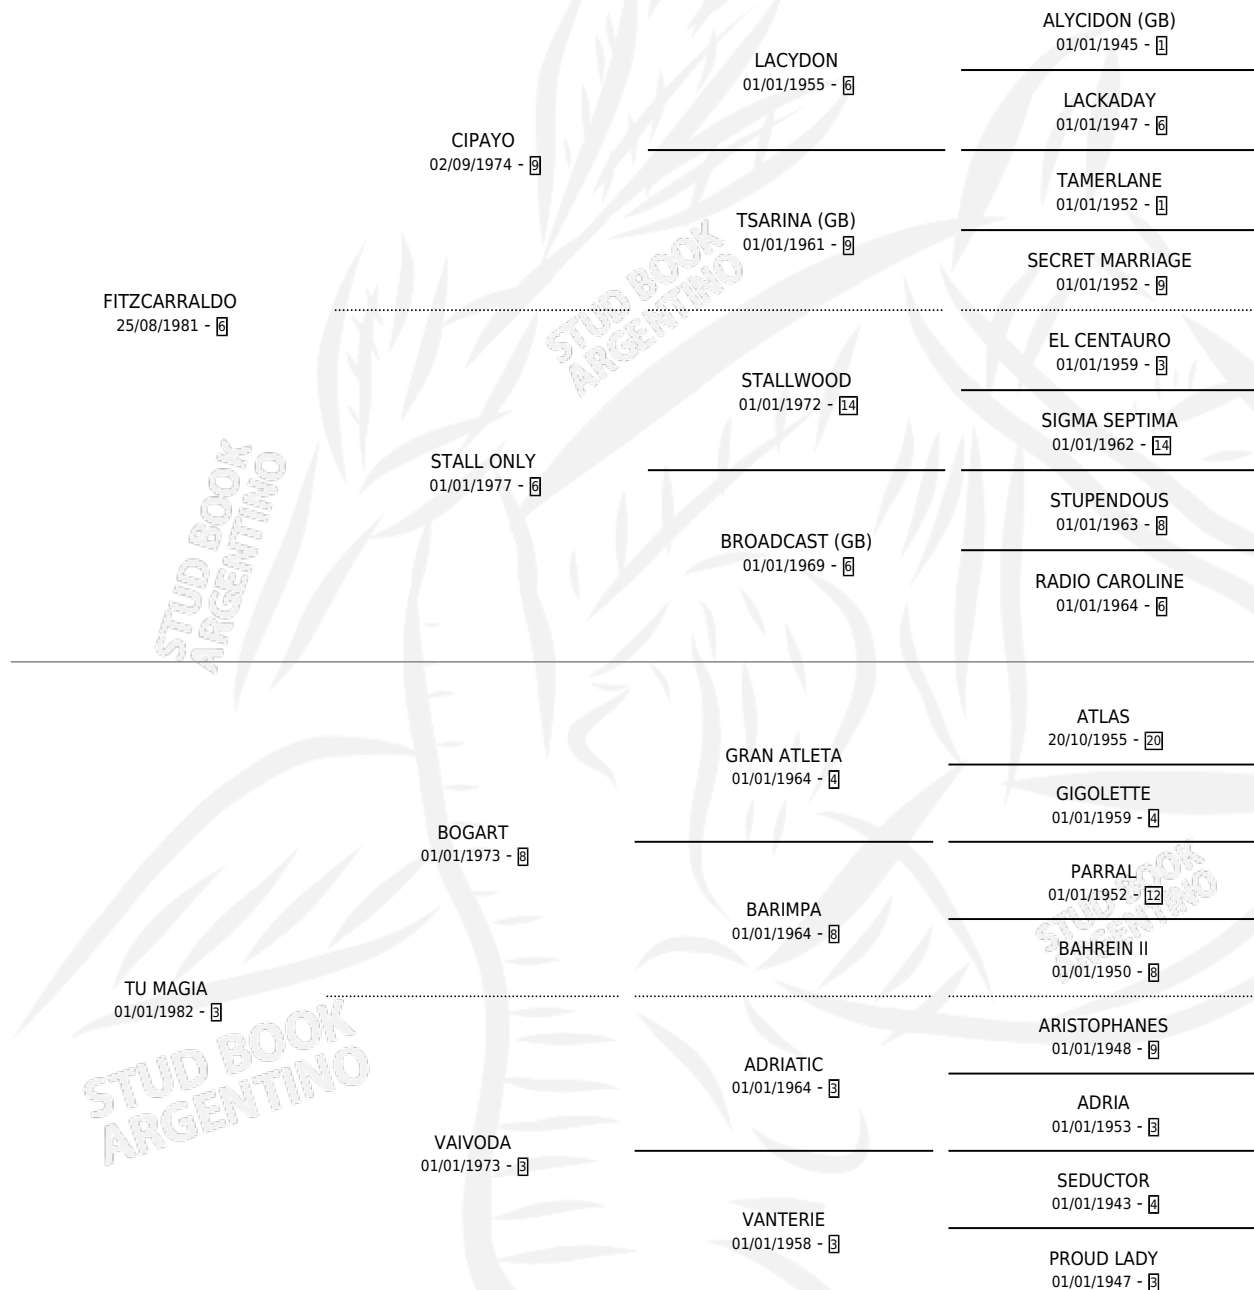 ALYCIDON (GB)
01/01/1945 - 1
LACYDON
01/01/1955 - 6
LACKADAY
01/01/1947 - 6
CIPAYO
02/09/1974 - 9
TAMERLANE
01/01/1952 - 1
TSARINA (GB)
01/01/1961 - 9
SECRET MARRIAGE
01/01/1952 - 9
FITZCARRALDO
25/08/1981 - 6
EL CENTAURO
01/01/1959 - 3
STALLWOOD
01/01/1972 - 14
SIGMA SEPTIMA
01/01/1962 - 14
STALL ONLY
01/01/1977 - 6
STUPENDOUS
01/01/1963 - 8
BROADCAST (GB)
01/01/1969 - 6
RADIO CAROLINE
01/01/1964 - 6
ATLAS
20/10/1955 - 20
GRAN ATLETA
01/01/1964 - 4
GIGOLETTE
01/01/1959 - 4
BOGART
01/01/1973 - 8
PARRAL
01/01/1952 - 12
BARIMPA
01/01/1964 - 8
BAHREIN II
01/01/1950 - 8
TU MAGIA
01/01/1982 - 3
ARISTOPHANES
01/01/1948 - 9
ADRIATIC
01/01/1964 - 3
ADRIA
01/01/1953 - 3
VAIVODA
01/01/1973 - 3
SEDUCTOR
01/01/1943 - 4
VANTERIE
01/01/1958 - 3
PROUD LADY
01/01/1947 - 3
STUD BOOK
ARGENTINO
STUD BOOK
ARGENTINO
STUD BOOK
ARGENTINO
STUD BOOK
ARGENTINO